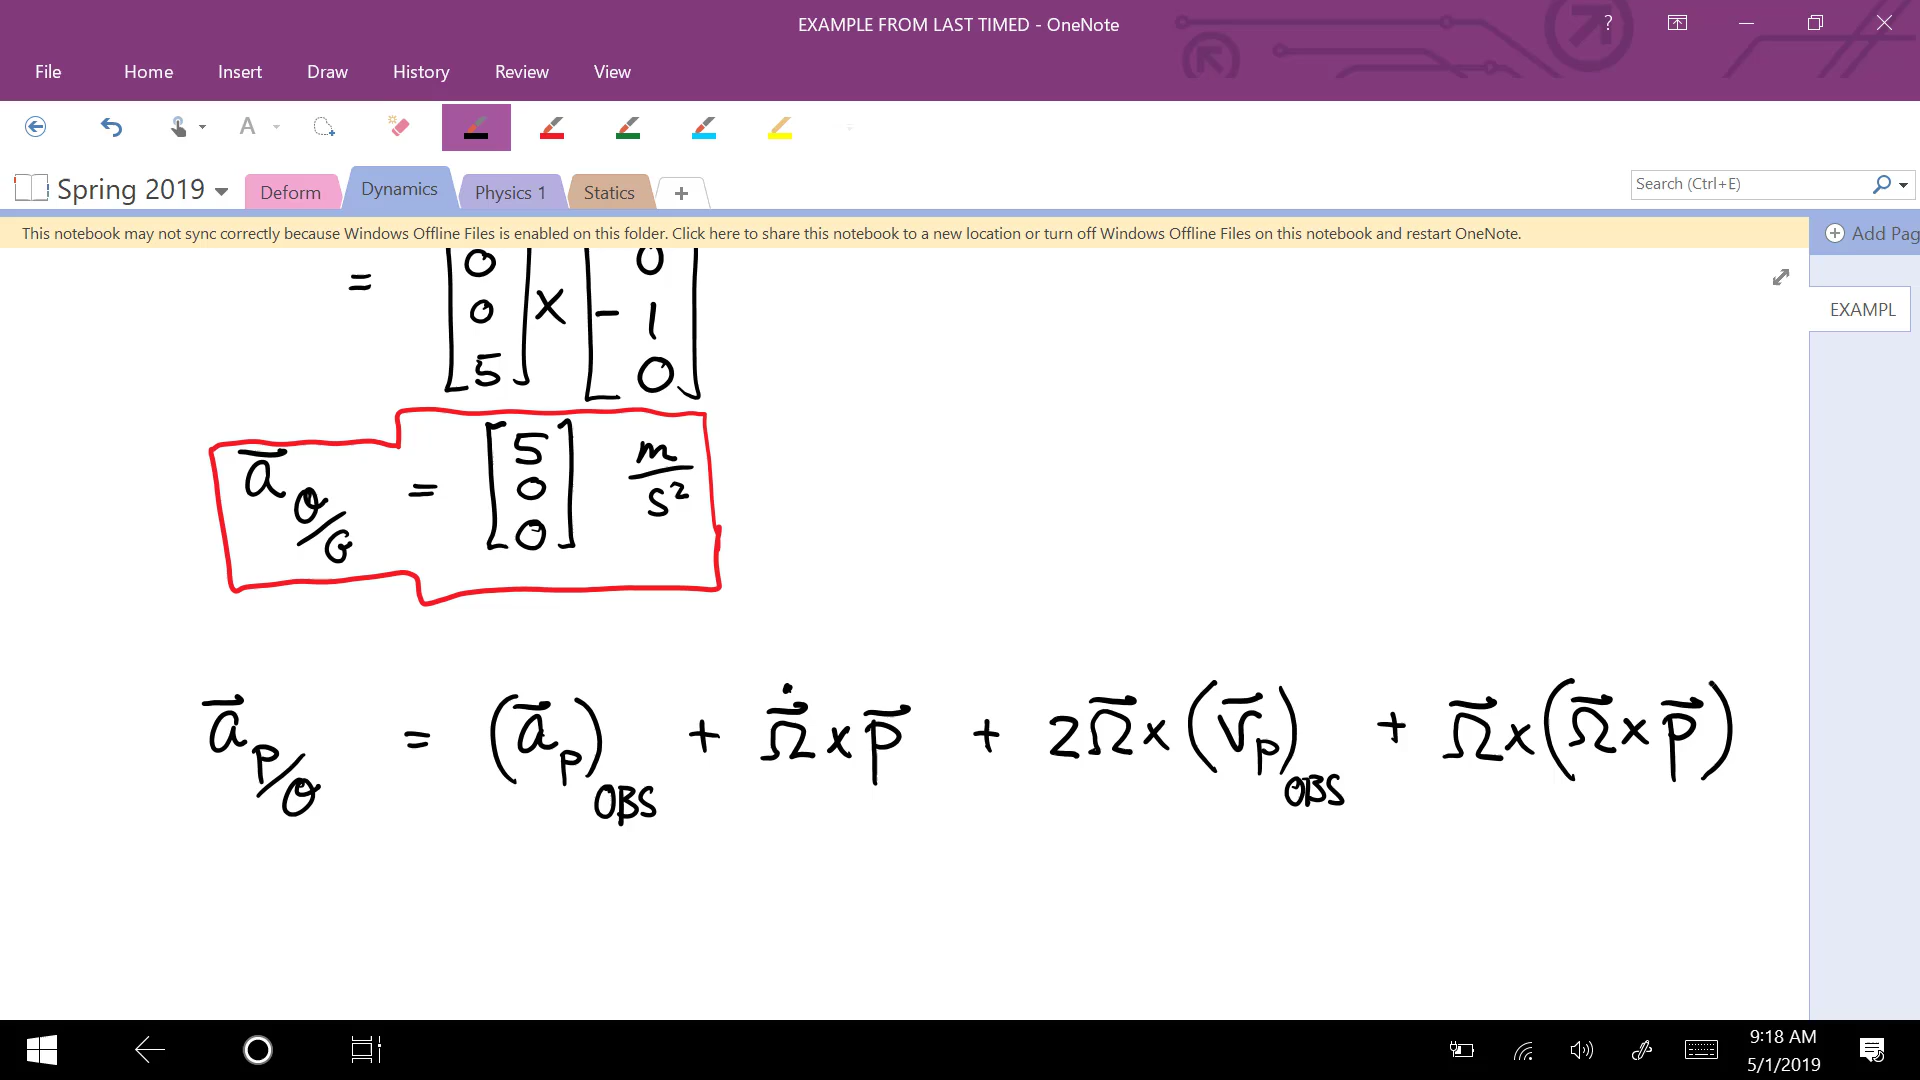 EXAMPLE FROM LAST TIMED - OneNote
?
File Home Insert Draw History Review View
A
Spring 2019 Deform Dynamics Physics 1 Statics +
Search (Ctrl+E)
This notebook may not sync correctly because Windows Offline Files is enabled on this folder. Click here to share this notebook to a new location or turn off Windows Offline Files on this notebook and restart OneNote.
Add Pag
EXAMPL
= [0 0 5] × [0 -1 0]
a⃗ O/G = [5 0 0] m/s²
a⃗ P/O = (a⃗ P) OBS + Ω⃗̇ × p⃗ + 2Ω⃗ × (v⃗ P) OBS + Ω⃗ × (Ω⃗ × p⃗)
9:18 AM
5/1/2019